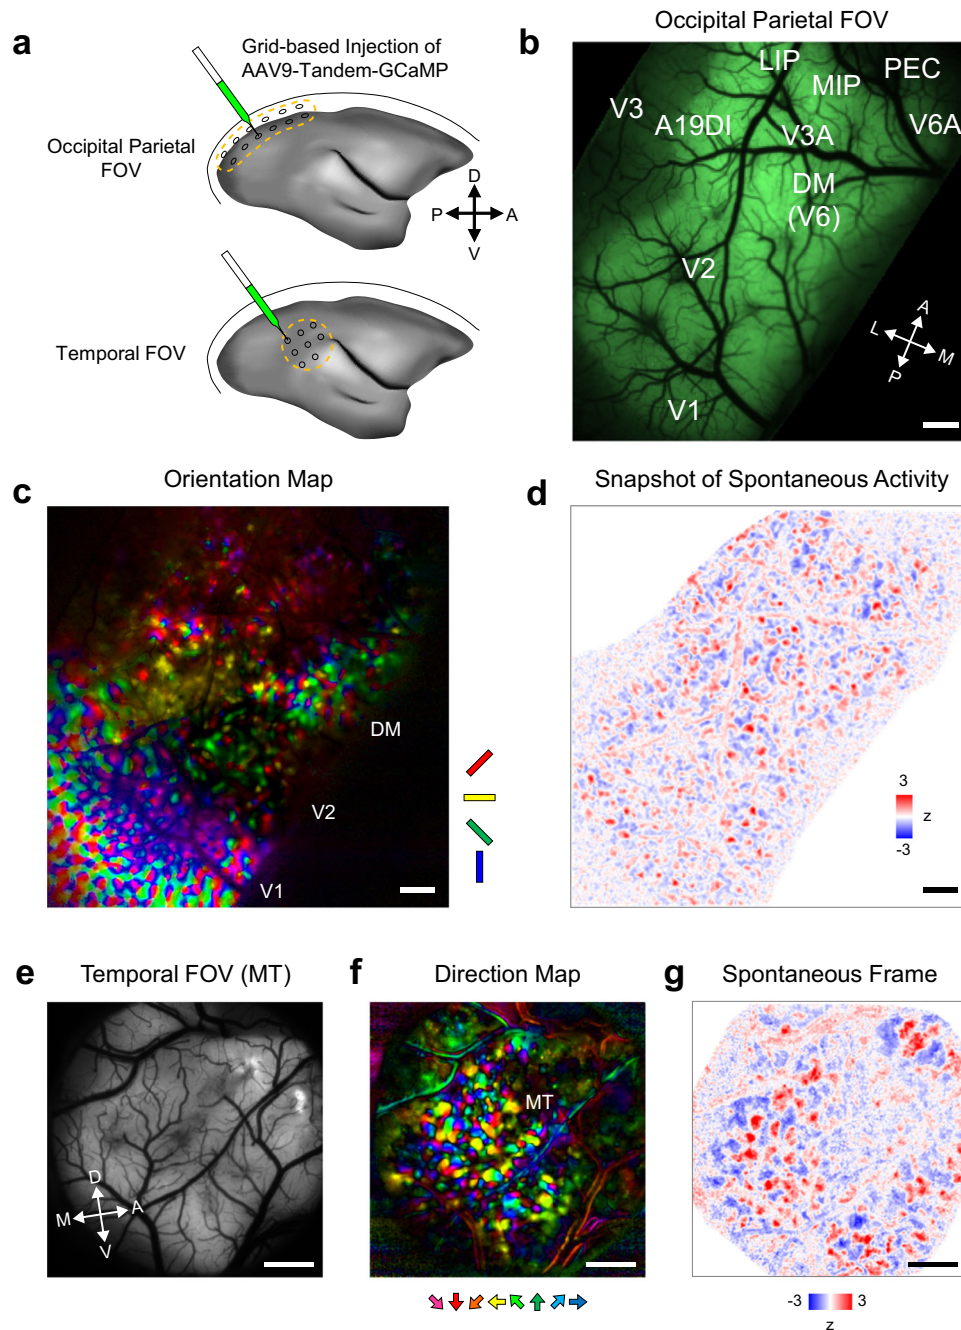 a
Grid-based Injection of
AAV9-Tandem-GCaMP
Occipital Parietal
FOV
D
P
A
V
Temporal FOV
b
Occipital Parietal FOV
LIP
PEC
MIP
V3
A19DI
V3A
V6A
DM
(V6)
V2
A
L
M
P
V1
c
Orientation Map
DM
V2
V1
d
Snapshot of Spontaneous Activity
3
z
-3
e
Temporal FOV (MT)
D
M
A
V
f
Direction Map
MT
g
Spontaneous Frame
-3
3
z